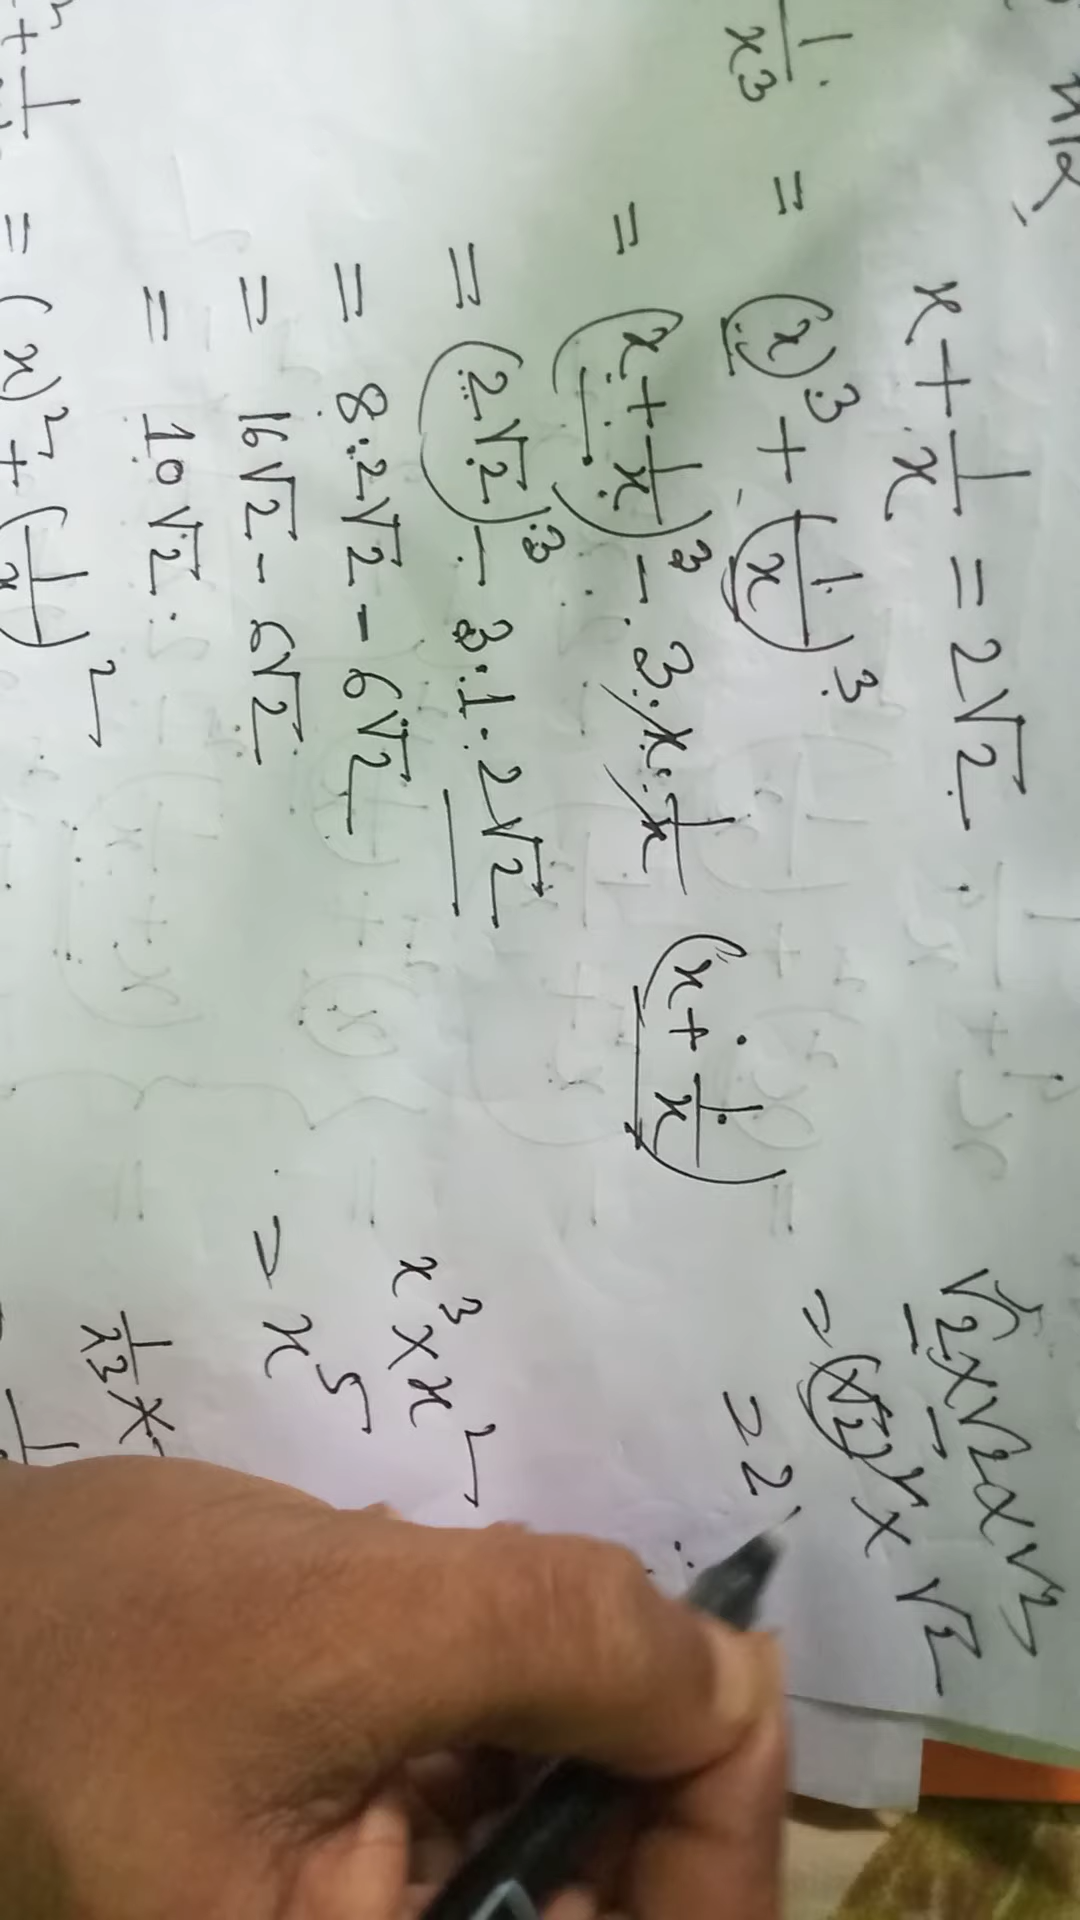 x + 1/x = 2√2
1/x³ = (x)³ + (1/x)³
= (x + 1/x)³ - 3.x.1/x (x + 1/x)
= (2√2)³ - 3.1.2√2
= 8.2√2 - 6√2
= 16√2 - 6√2
= 10√2
= (x)² + (1/x)²
√2 x √2 x √2
= (√2)² x √2
= 2
x³ x x²
= x⁵
1/x³ x